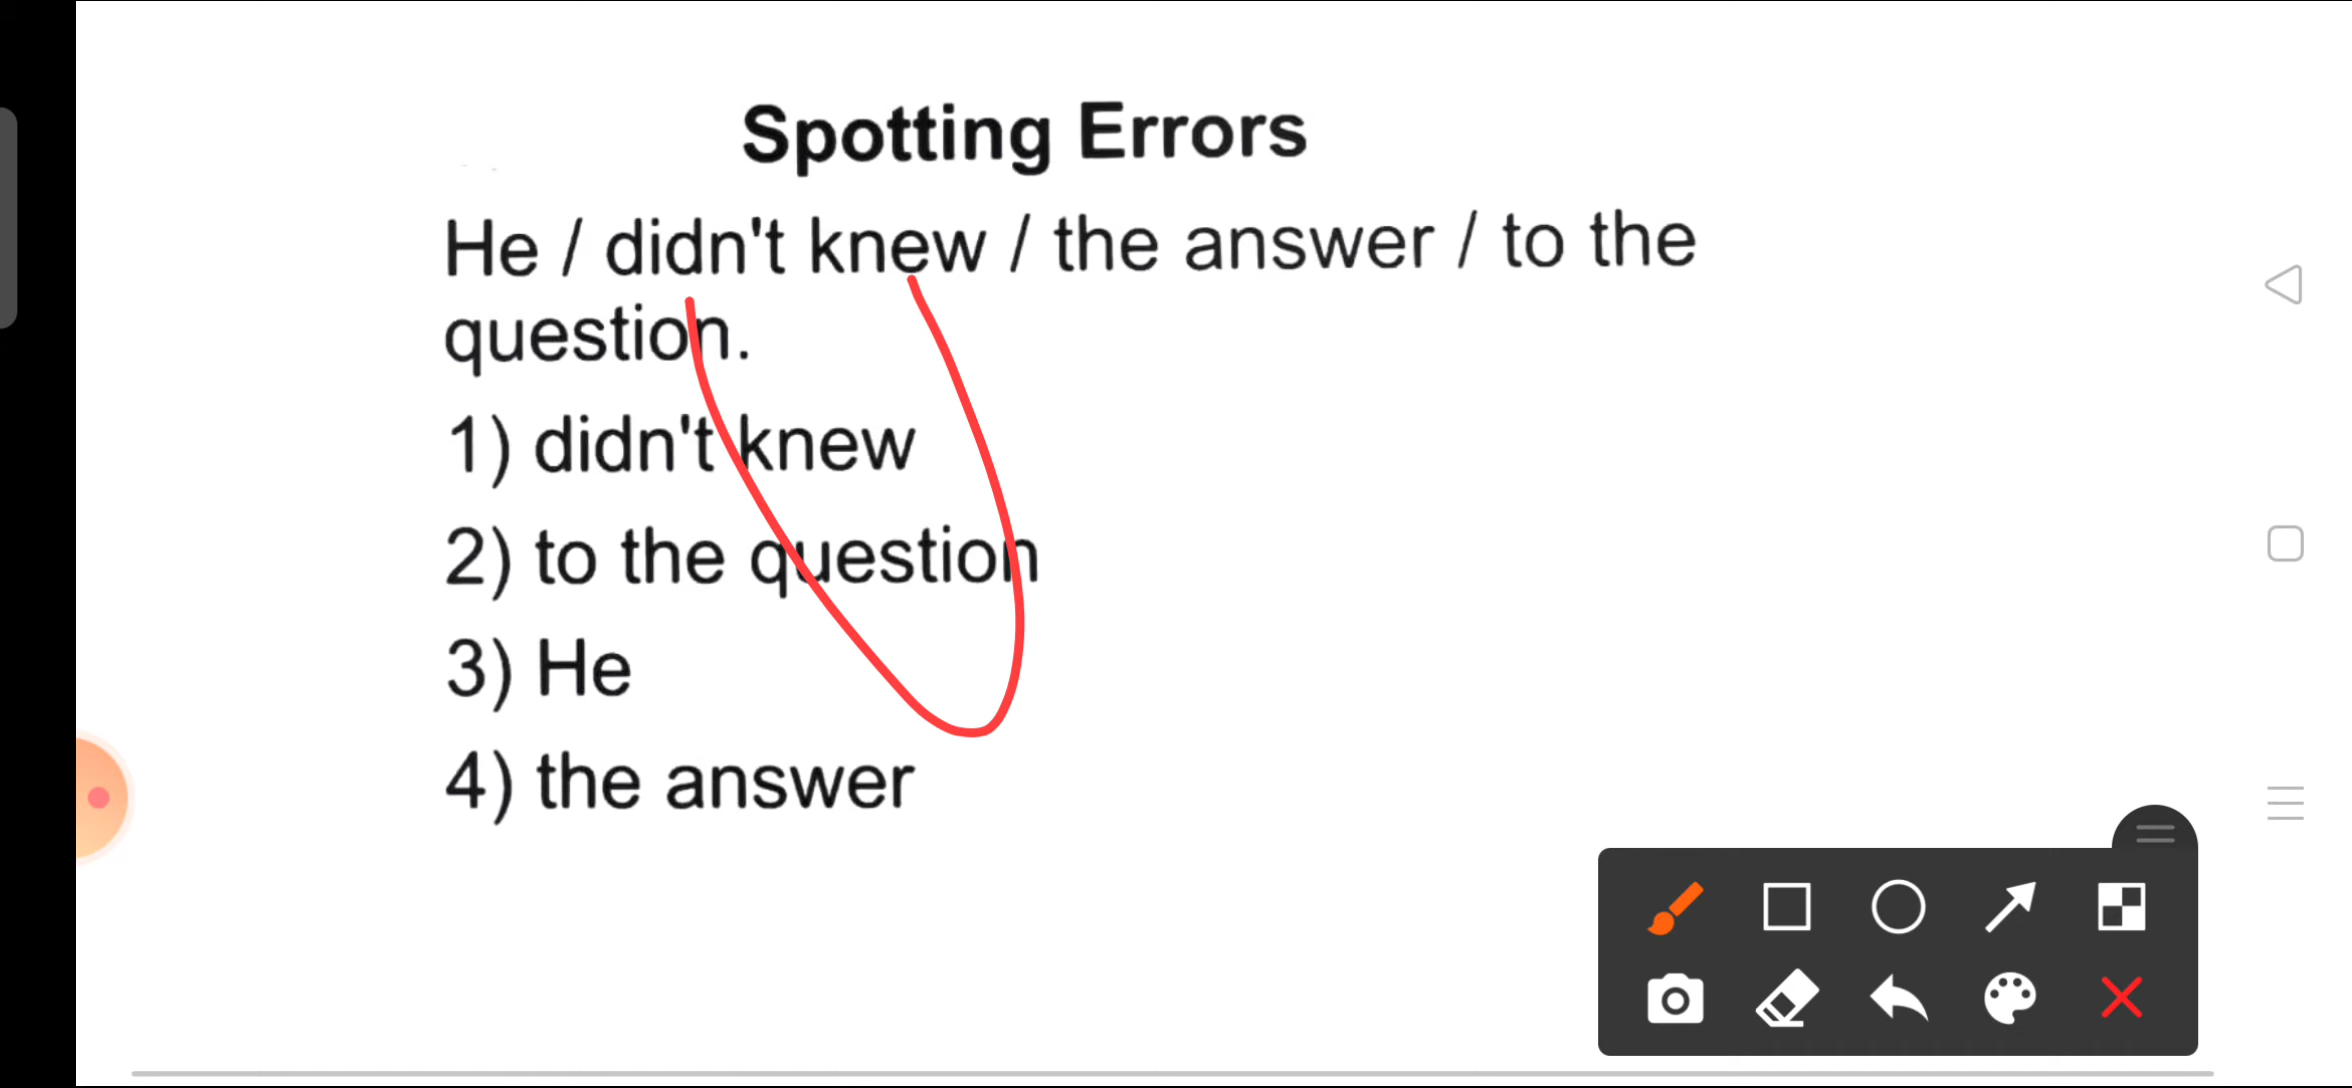 Spotting Errors
He / didn't knew / the answer / to the
question.
1) didn't knew
2) to the question
3) He
4) the answer